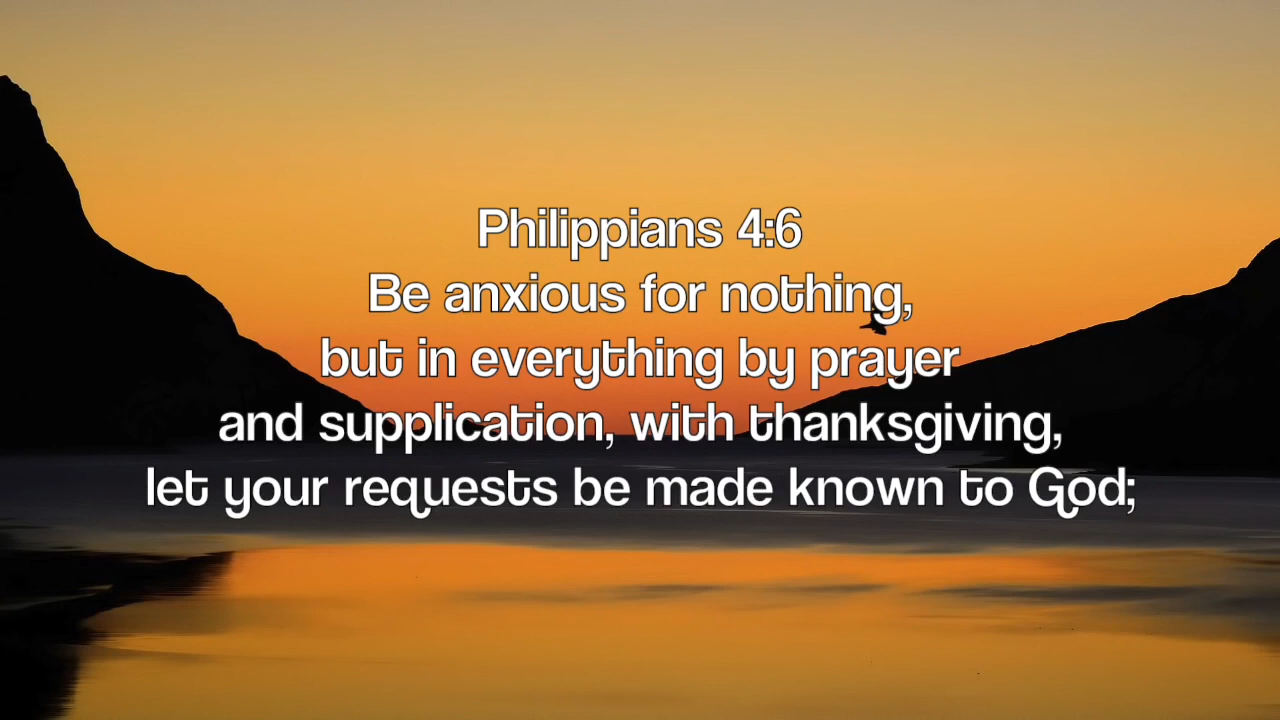 Philippians 4:6
Be anxious for nothing,
but in everything by prayer
and supplication, with thanksgiving,
let your requests be made known to God;